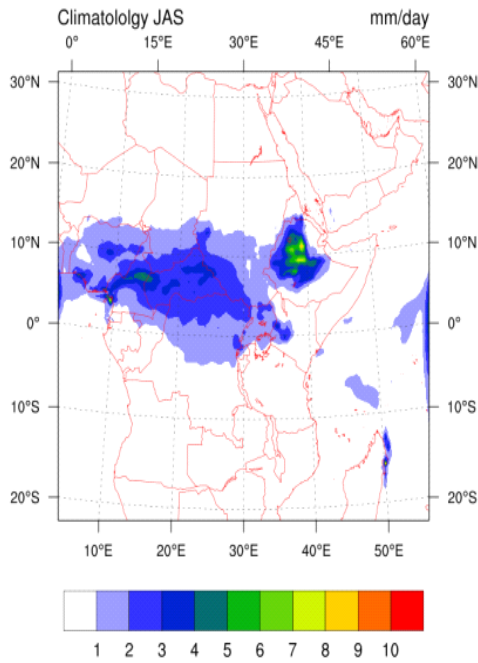 Climatololgy JAS mm/day
0° 15°E 30°E 45°E 60°E
30°N 30°N
20°N 20°N
10°N 10°N
0° 0°
10°S 10°S
20°S 20°S
10°E 20°E 30°E 40°E 50°E
1 2 3 4 5 6 7 8 9 10